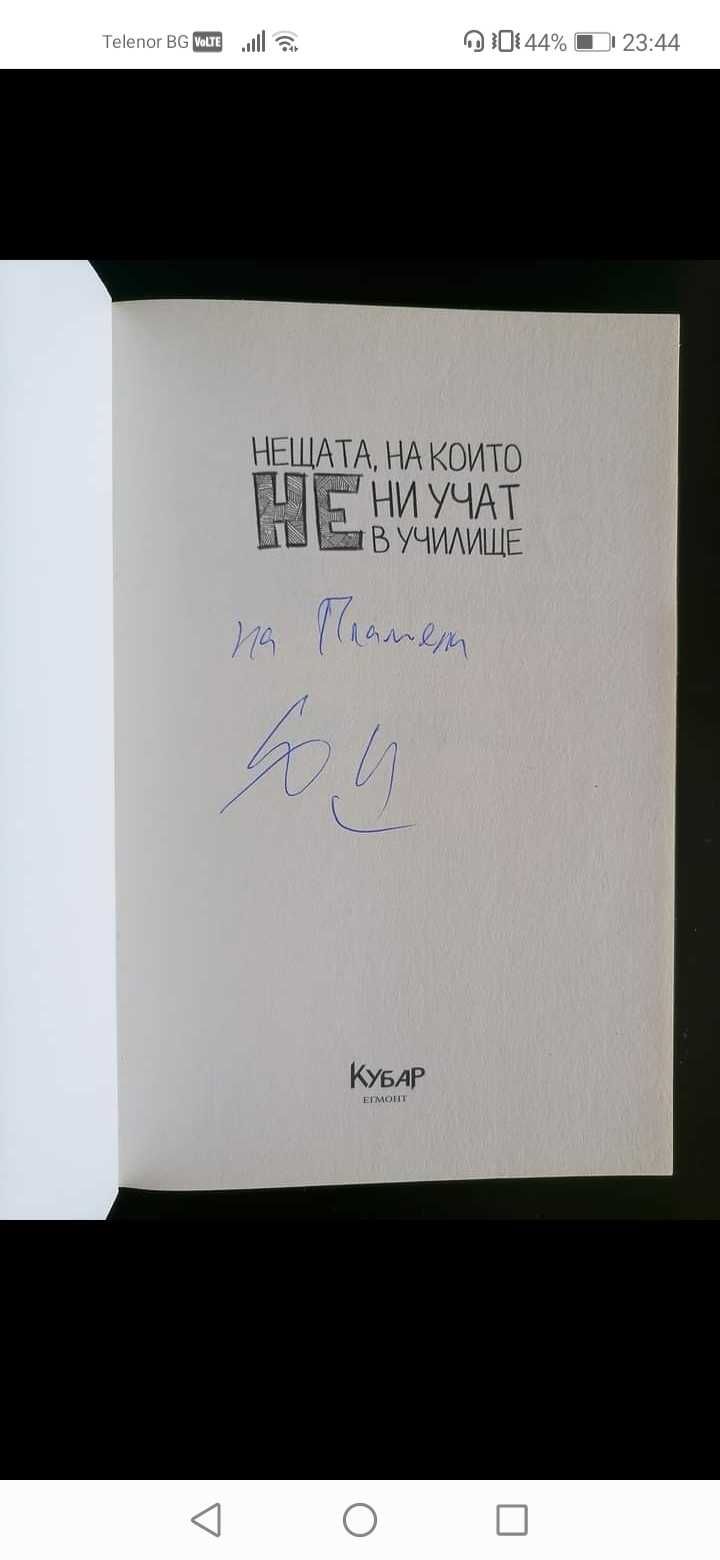 Telenor BG VoLTE 44% 23:44
НЕЩАТА, НА КОИТО
НЕ НИ УЧАТ
В УЧИЛИЩЕ
на Пламен
КУБАР
ЕГМОНТ